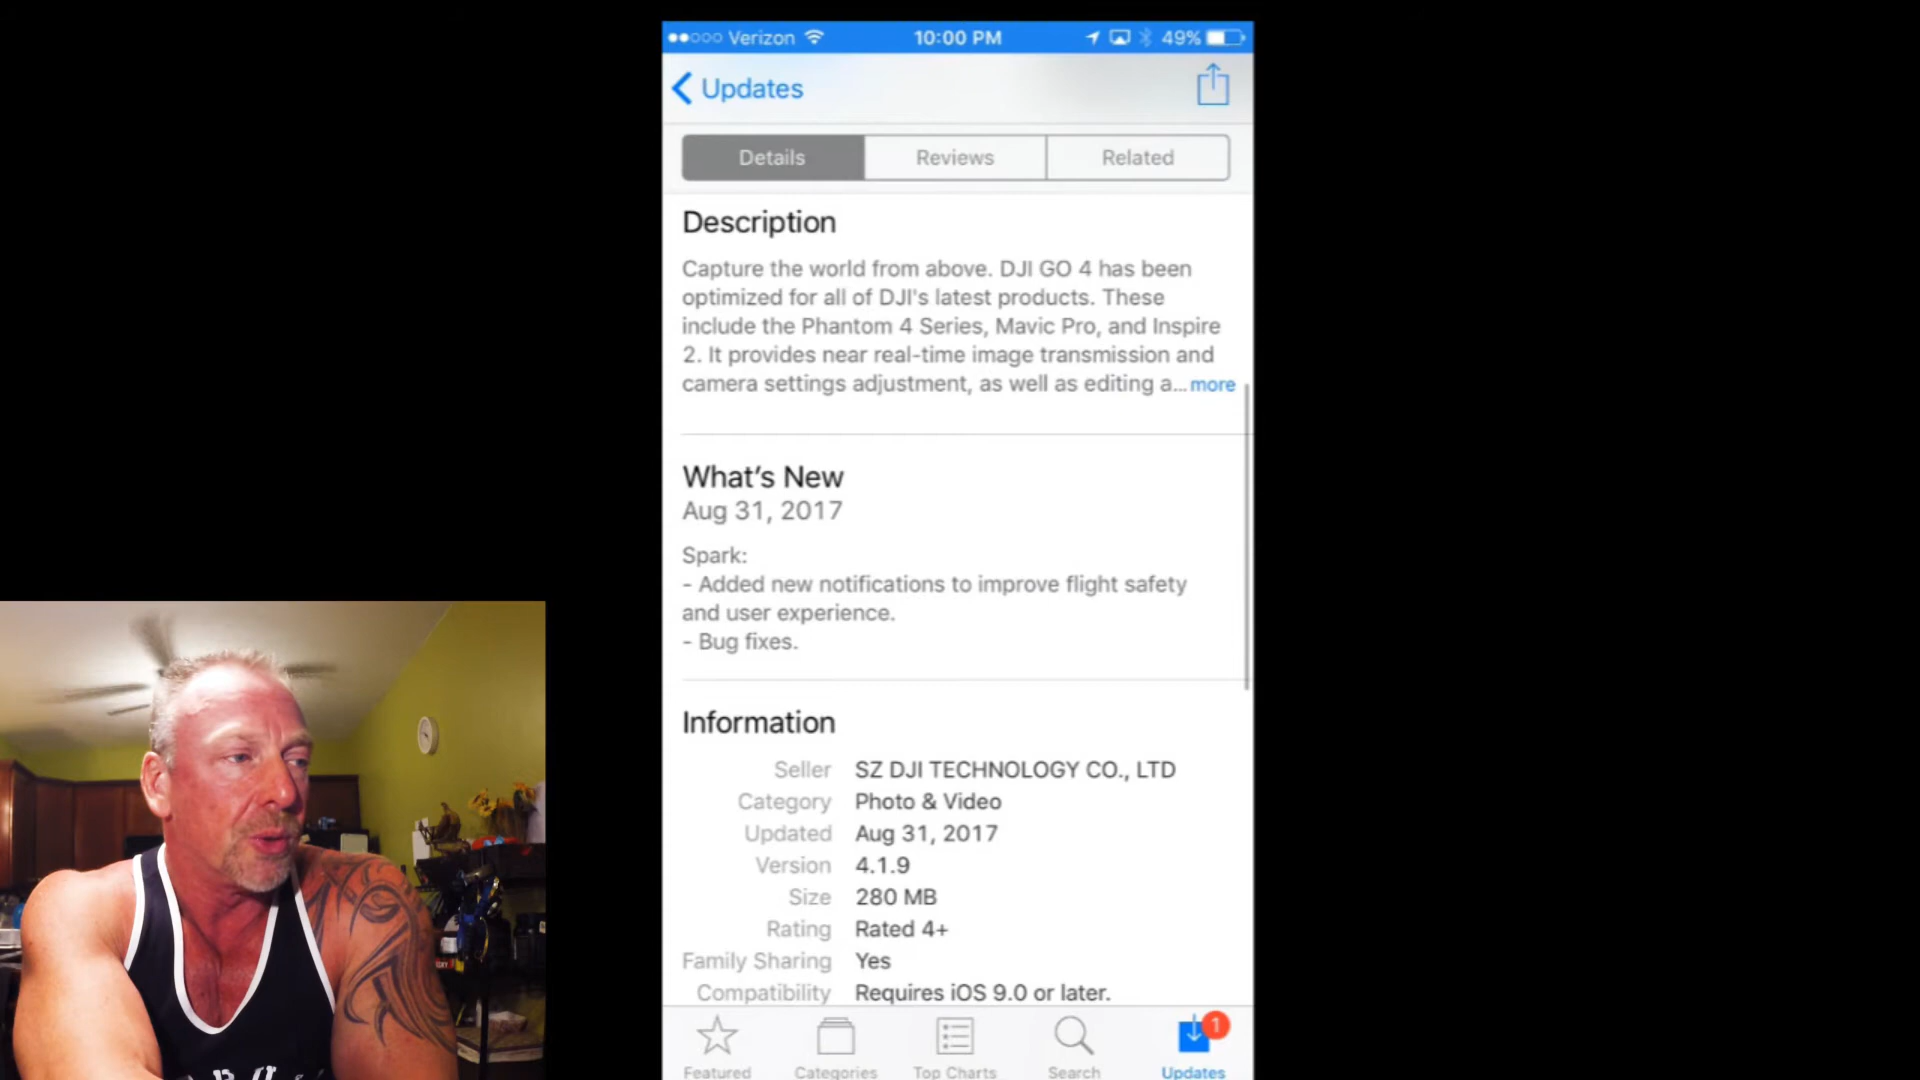 Verizon 10:00 PM 49%
Updates
Details Reviews Related
Description
Capture the world from above. DJI GO 4 has been
optimized for all of DJI's latest products. These
include the Phantom 4 Series, Mavic Pro, and Inspire
2. It provides near real-time image transmission and
camera settings adjustment, as well as editing a... more
What's New
Aug 31, 2017
Spark:
- Added new notifications to improve flight safety
and user experience.
- Bug fixes.
Information
Seller SZ DJI TECHNOLOGY CO., LTD
Category Photo & Video
Updated Aug 31, 2017
Version 4.1.9
Size 280 MB
Rating Rated 4+
Family Sharing Yes
Compatibility Requires iOS 9.0 or later.
1
Featured Categories Top Charts Search Updates